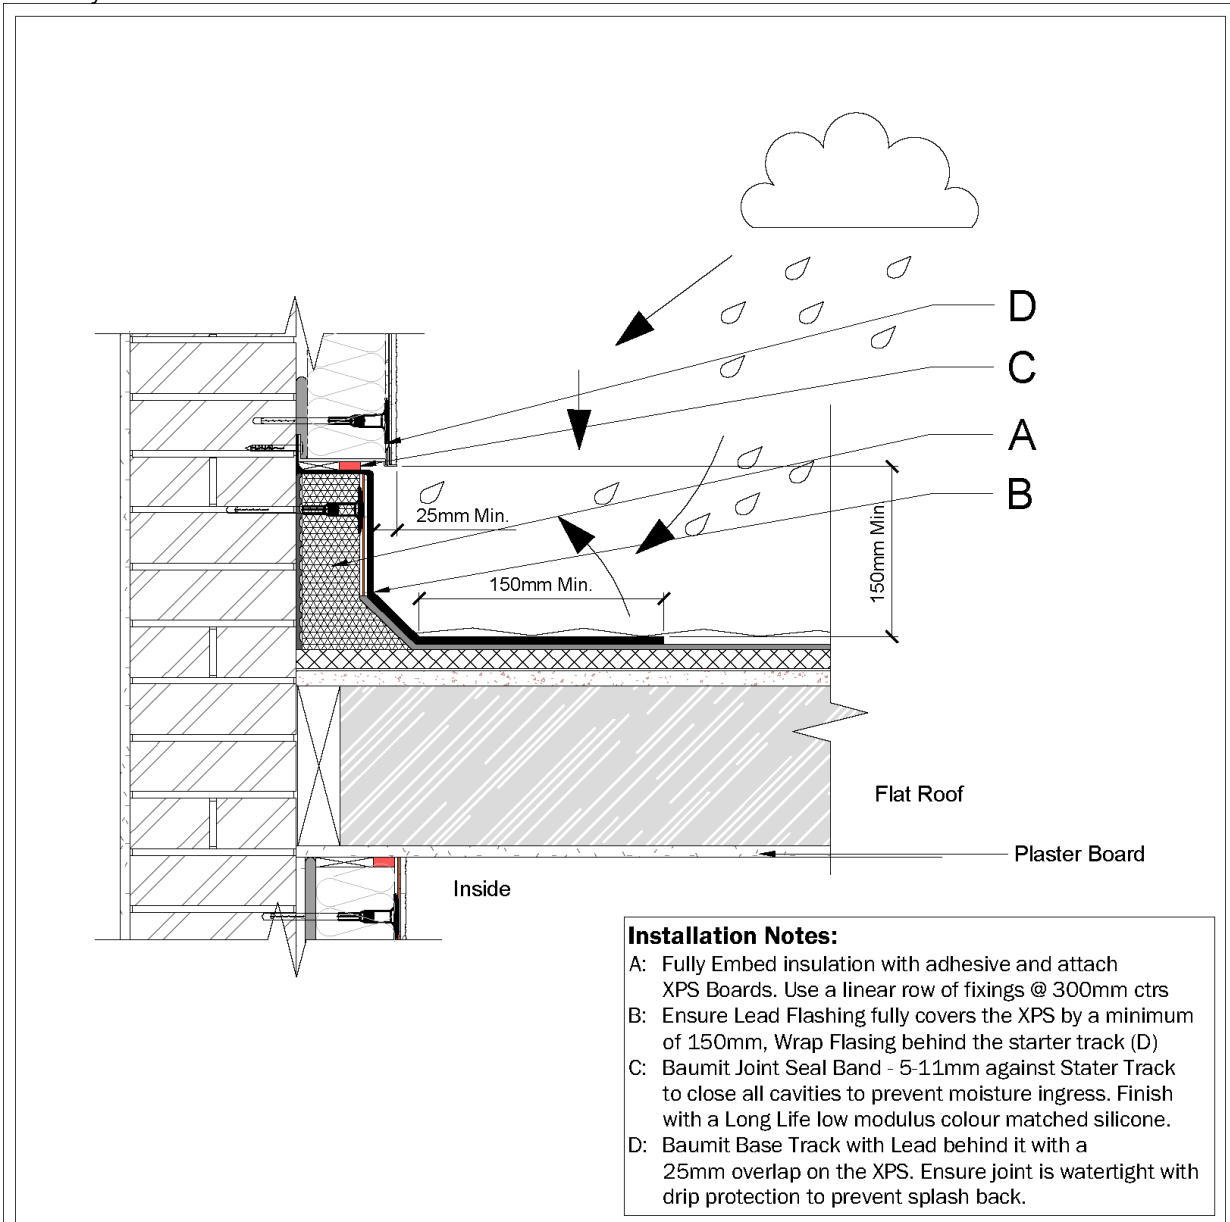 D
C
A
B
25mm Min.
150mm Min.
150mm Min.
Flat Roof
Plaster Board
Inside
Installation Notes:
A: Fully Embed insulation with adhesive and attach
XPS Boards. Use a linear row of fixings @ 300mm ctrs
B: Ensure Lead Flashing fully covers the XPS by a minimum
of 150mm, Wrap Flasing behind the starter track (D)
C: Baumit Joint Seal Band - 5-11mm against Stater Track
to close all cavities to prevent moisture ingress. Finish
with a Long Life low modulus colour matched silicone.
D: Baumit Base Track with Lead behind it with a
25mm overlap on the XPS. Ensure joint is watertight with
drip protection to prevent splash back.